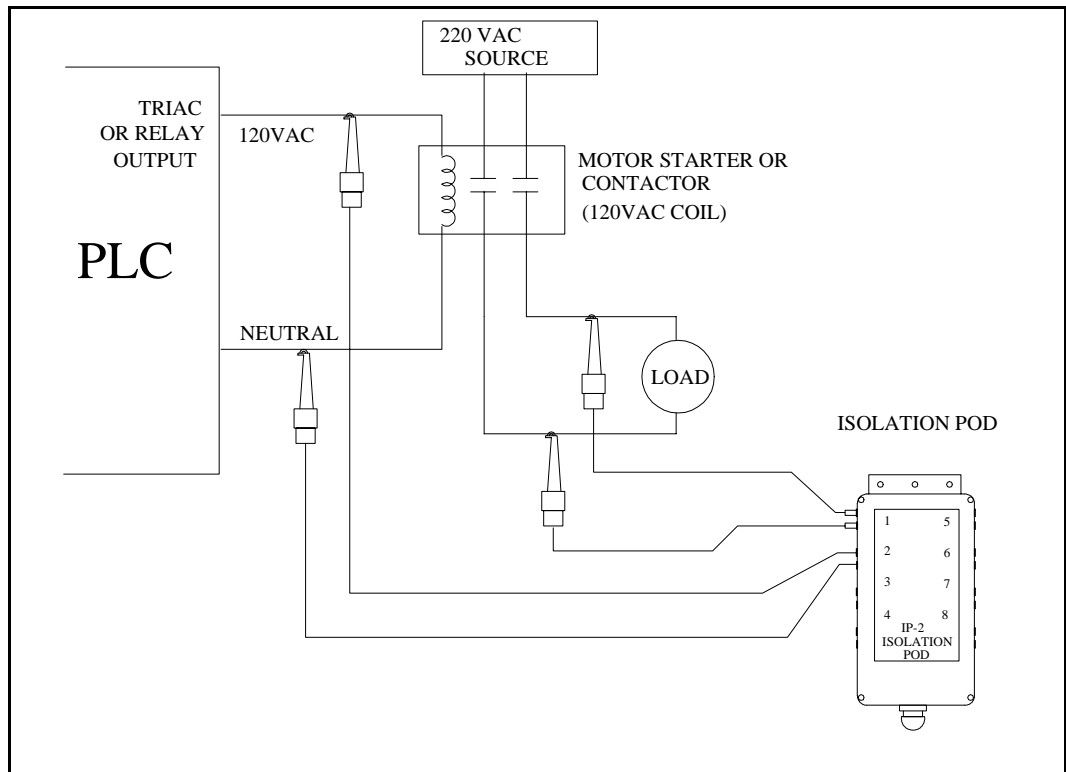 220 VAC
SOURCE
TRIAC
OR RELAY
OUTPUT
120VAC
MOTOR STARTER OR
CONTACTOR
(120VAC COIL)
PLC
NEUTRAL
LOAD
ISOLATION POD
1 5
2 6
3 7
4 8
IP-2
ISOLATION
POD